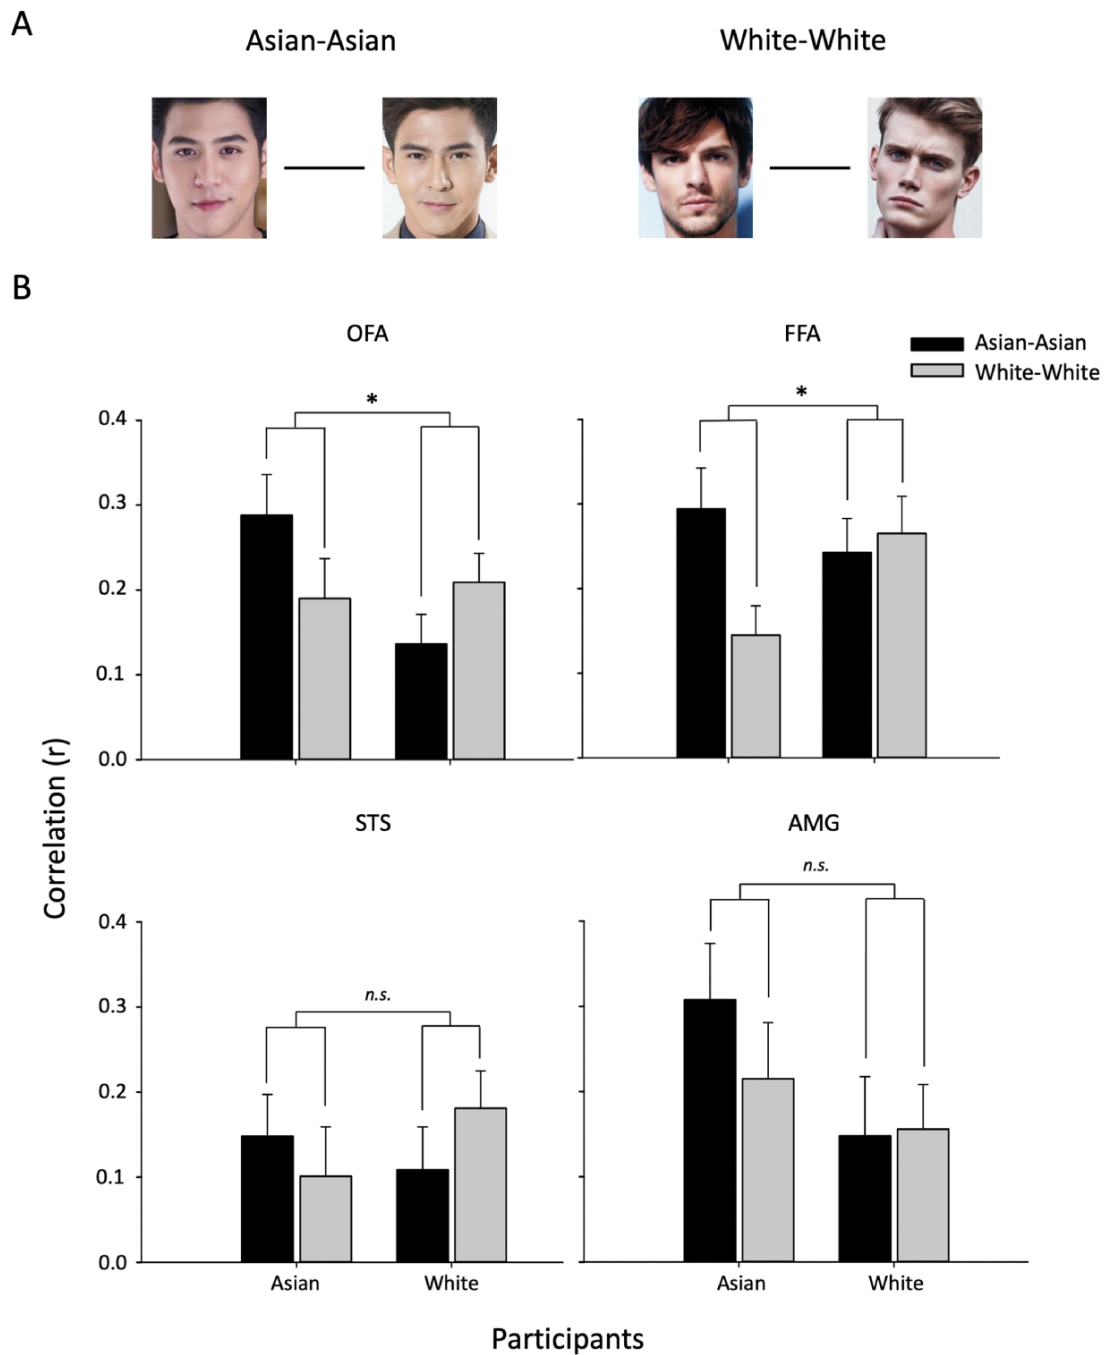 A
Asian-Asian
White-White
B
OFA
FFA
Asian-Asian
White-White
*
*
0.4
0.3
0.2
0.1
0.0
Correlation (r)
STS
AMG
n.s.
n.s.
0.4
0.3
0.2
0.1
0.0
Asian
White
Asian
White
Participants